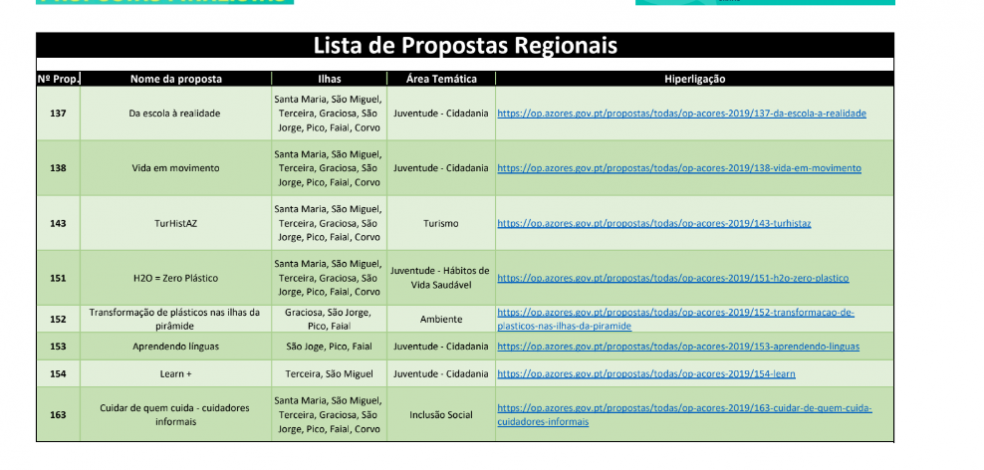 Lista de Propostas Regionais
Nº Prop. Nome da proposta Ilhas Área Temática Hiperligação
137 Da escola à realidade Santa Maria, São Miguel, Terceira, Graciosa, São Jorge, Pico, Faial, Corvo Juventude - Cidadania https://op.azores.gov.pt/propostas/todas/op-acores-2019/137-da-escola-a-realidade
138 Vida em movimento Santa Maria, São Miguel, Terceira, Graciosa, São Jorge, Pico, Faial, Corvo Juventude - Cidadania https://op.azores.gov.pt/propostas/todas/op-acores-2019/138-vida-em-movimento
143 TurHistAZ Santa Maria, São Miguel, Terceira, Graciosa, São Jorge, Pico, Faial, Corvo Turismo https://op.azores.gov.pt/propostas/todas/op-acores-2019/143-turhistaz
151 H2O = Zero Plástico Santa Maria, São Miguel, Terceira, Graciosa, São Jorge, Pico, Faial, Corvo Juventude - Hábitos de Vida Saudável https://op.azores.gov.pt/propostas/todas/op-acores-2019/151-h2o-zero-plastico
152 Transformação de plásticos nas ilhas da pirâmide Graciosa, São Jorge, Pico, Faial Ambiente https://op.azores.gov.pt/propostas/todas/op-acores-2019/152-transformacao-de-plasticos-nas-ilhas-da-piramide
153 Aprendendo línguas São Joge, Pico, Faial Juventude - Cidadania https://op.azores.gov.pt/propostas/todas/op-acores-2019/153-aprendendo-linguas
154 Learn + Terceira, São Miguel Juventude - Cidadania https://op.azores.gov.pt/propostas/todas/op-acores-2019/154-learn
163 Cuidar de quem cuida - cuidadores informais Santa Maria, São Miguel, Terceira, Graciosa, São Jorge, Pico, Faial, Corvo Inclusão Social https://op.azores.gov.pt/propostas/todas/op-acores-2019/163-cuidar-de-quem-cuida-cuidadores-informais